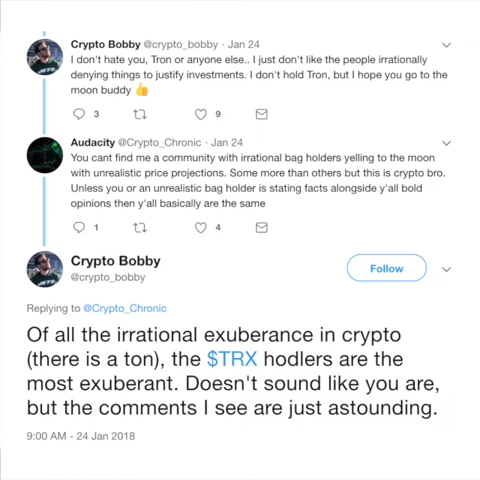 Crypto Bobby @crypto_bobby · Jan 24
I don't hate you, Tron or anyone else.. I just don't like the people irrationally
denying things to justify investments. I don't hold Tron, but I hope you go to the
moon buddy 👍
3 9
Audacity @Crypto_Chronic · Jan 24
You cant find me a community with irrational bag holders yelling to the moon
with unrealistic price projections. Some more than others but this is crypto bro.
Unless you or an unrealistic bag holder is stating facts alongside y'all bold
opinions then y'all basically are the same
1 4
Crypto Bobby
@crypto_bobby
Follow
Replying to @Crypto_Chronic
Of all the irrational exuberance in crypto
(there is a ton), the $TRX hodlers are the
most exuberant. Doesn't sound like you are,
but the comments I see are just astounding.
9:00 AM - 24 Jan 2018